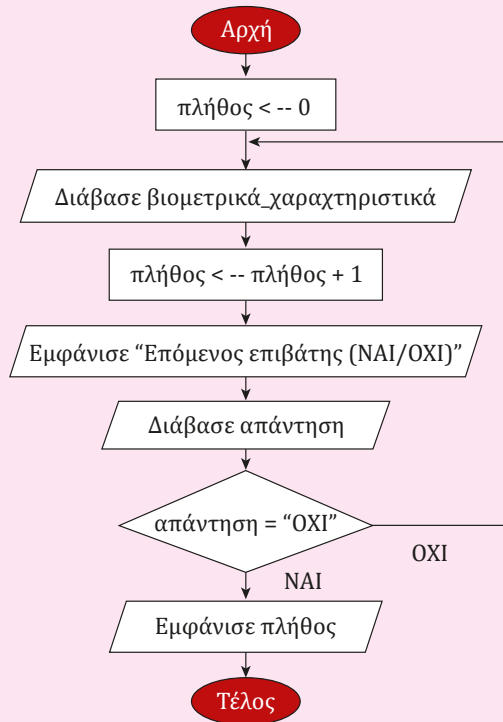 Αρχή
πλήθος < -- 0
Διάβασε βιομετρικά_χαραχτηριστικά
πλήθος < -- πλήθος + 1
Εμφάνισε “Επόμενος επιβάτης (ΝΑΙ/ΟΧΙ)”
Διάβασε απάντηση
απάντηση = “ΟΧΙ”
ΟΧΙ
ΝΑΙ
Εμφάνισε πλήθος
Τέλος